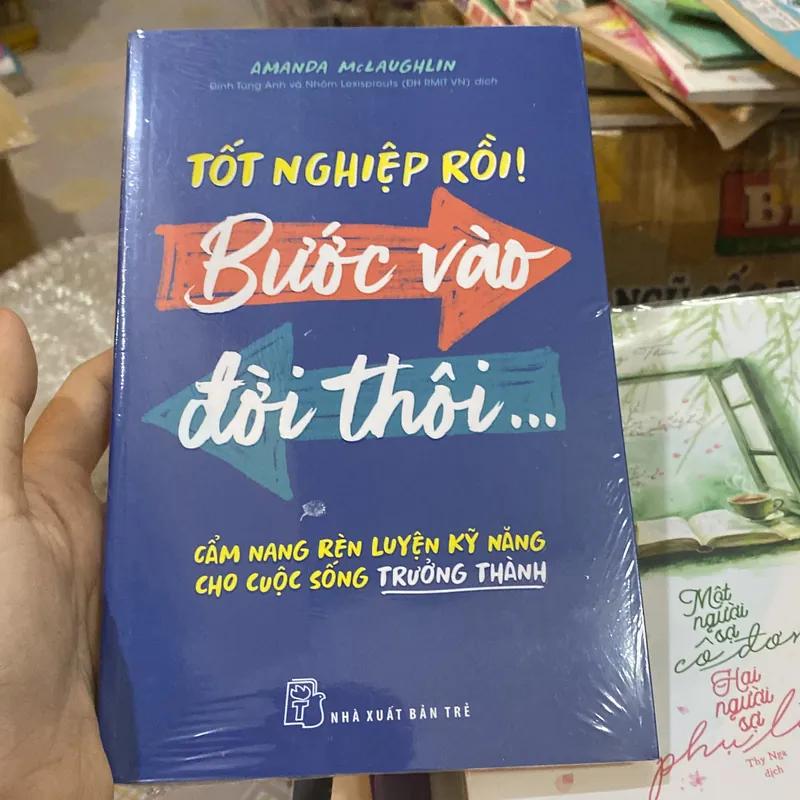 AMANDA McLAUGHLIN
Đinh Tùng Anh và Nhóm Lexisprouts (ĐH RMIT VN) dịch
TỐT NGHIỆP RỒI!
Bước vào
đời thôi...
CẨM NANG RÈN LUYỆN KỸ NĂNG
CHO CUỘC SỐNG TRƯỞNG THÀNH
T
NHÀ XUẤT BẢN TRẺ
Một
người
sợ
cô đơn
Hai
người
sợ
Thy Nga
dịch